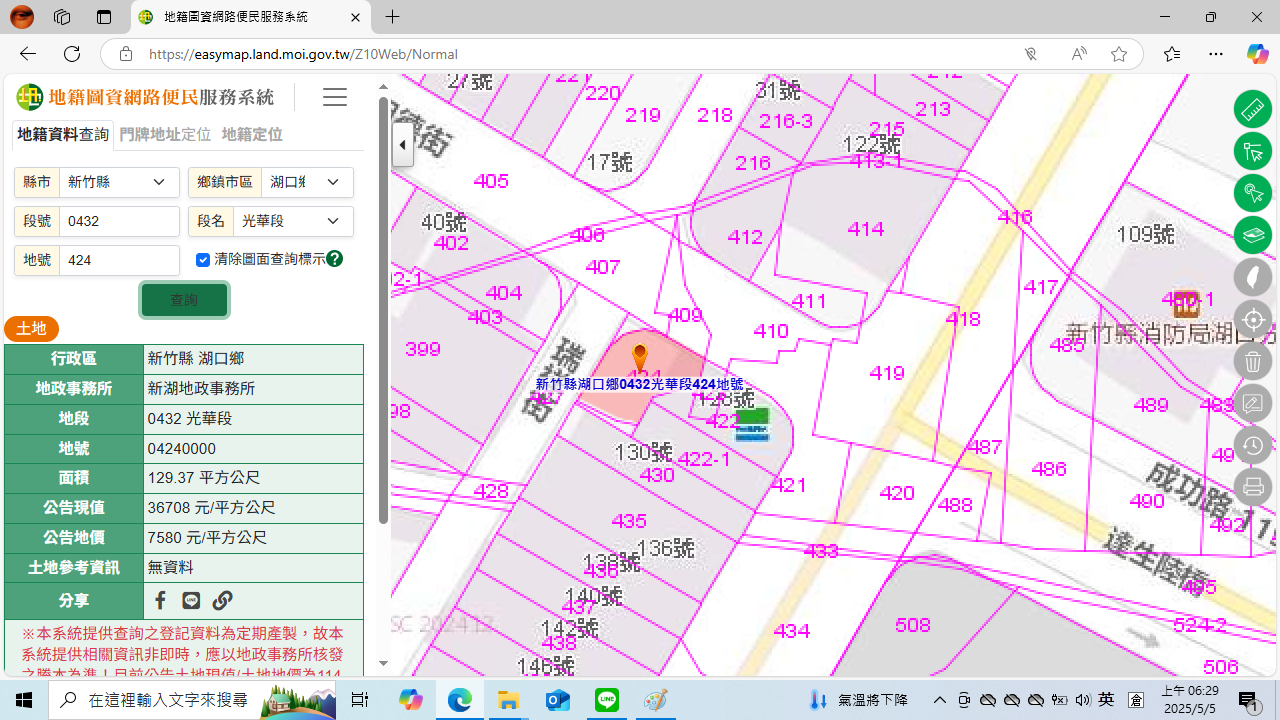 地籍圖資網路便民服務系統
https://easymap.land.moi.gov.tw/Z10Web/Normal
地籍圖資網路便民服務系統
地籍資料查詢 門牌地址定位 地籍定位
縣市 新竹縣 鄉鎮市區 湖口鄉
段號 0432 段名 光華段
地號 424 清除圖面查詢標示
查詢
土地
行政區 新竹縣 湖口鄉
地政事務所 新湖地政事務所
地段 0432 光華段
地號 04240000
面積 129.37 平方公尺
公告現值 36708 元/平方公尺
公告地價 7580 元/平方公尺
土地參考資訊 無資料
分享
※本系統提供查詢之登記資料為定期產製，故本
系統提供相關資訊非即時，應以地政事務所核發
之謄本為準！目前公告土地現值/土地地價為114
27號
221
220
219
218
31號
216-3
213
215
122號
413-1
17號
216
405
416
40號
402
406
412
414
109號
407
417
404
411
403
409
410
418
新竹縣消防局湖口
399
485
424
419
新竹縣湖口鄉0432光華段424地號
瑞
街
128號
422
489
483
130號
422-1
430
487
486
428
421
420
488
490
成功路
492
435
136號
433
達生陸橋
138號
436
495
140號
437
SC 2024.12
142號
434
508
524-2
438
146號
506
在這裡輸入文字來搜尋
氣溫將下降
英
倉
上午 06:29
2025/5/5
1